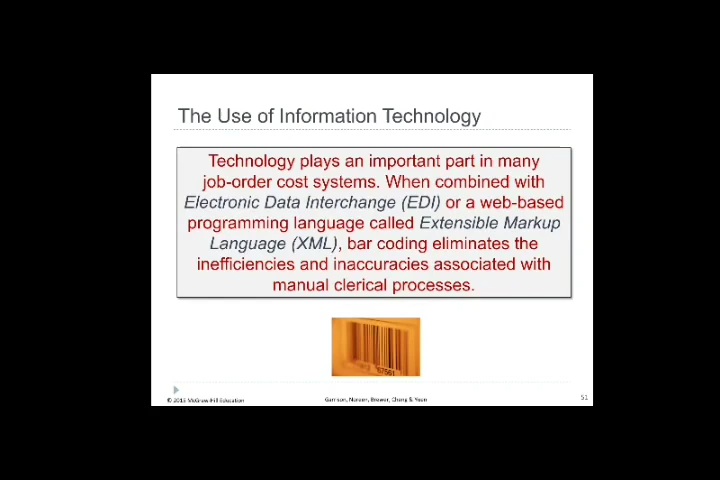 The Use of Information Technology
Technology plays an important part in many
job-order cost systems. When combined with
Electronic Data Interchange (EDI) or a web-based
programming language called Extensible Markup
Language (XML), bar coding eliminates the
inefficiencies and inaccuracies associated with
manual clerical processes.
© 2015 McGraw-Hill Education
Garrison, Noreen, Brewer, Cheng & Yuen
51